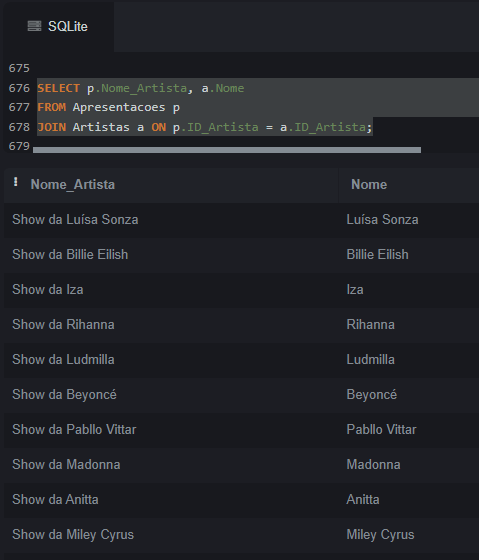 SQLite
675
676 SELECT p.Nome_Artista, a.Nome
677 FROM Apresentacoes p
678 JOIN Artistas a ON p.ID_Artista = a.ID_Artista;
679
Nome_Artista Nome
Show da Luísa Sonza Luísa Sonza
Show da Billie Eilish Billie Eilish
Show da Iza Iza
Show da Rihanna Rihanna
Show da Ludmilla Ludmilla
Show da Beyoncé Beyoncé
Show da Pabllo Vittar Pabllo Vittar
Show da Madonna Madonna
Show da Anitta Anitta
Show da Miley Cyrus Miley Cyrus